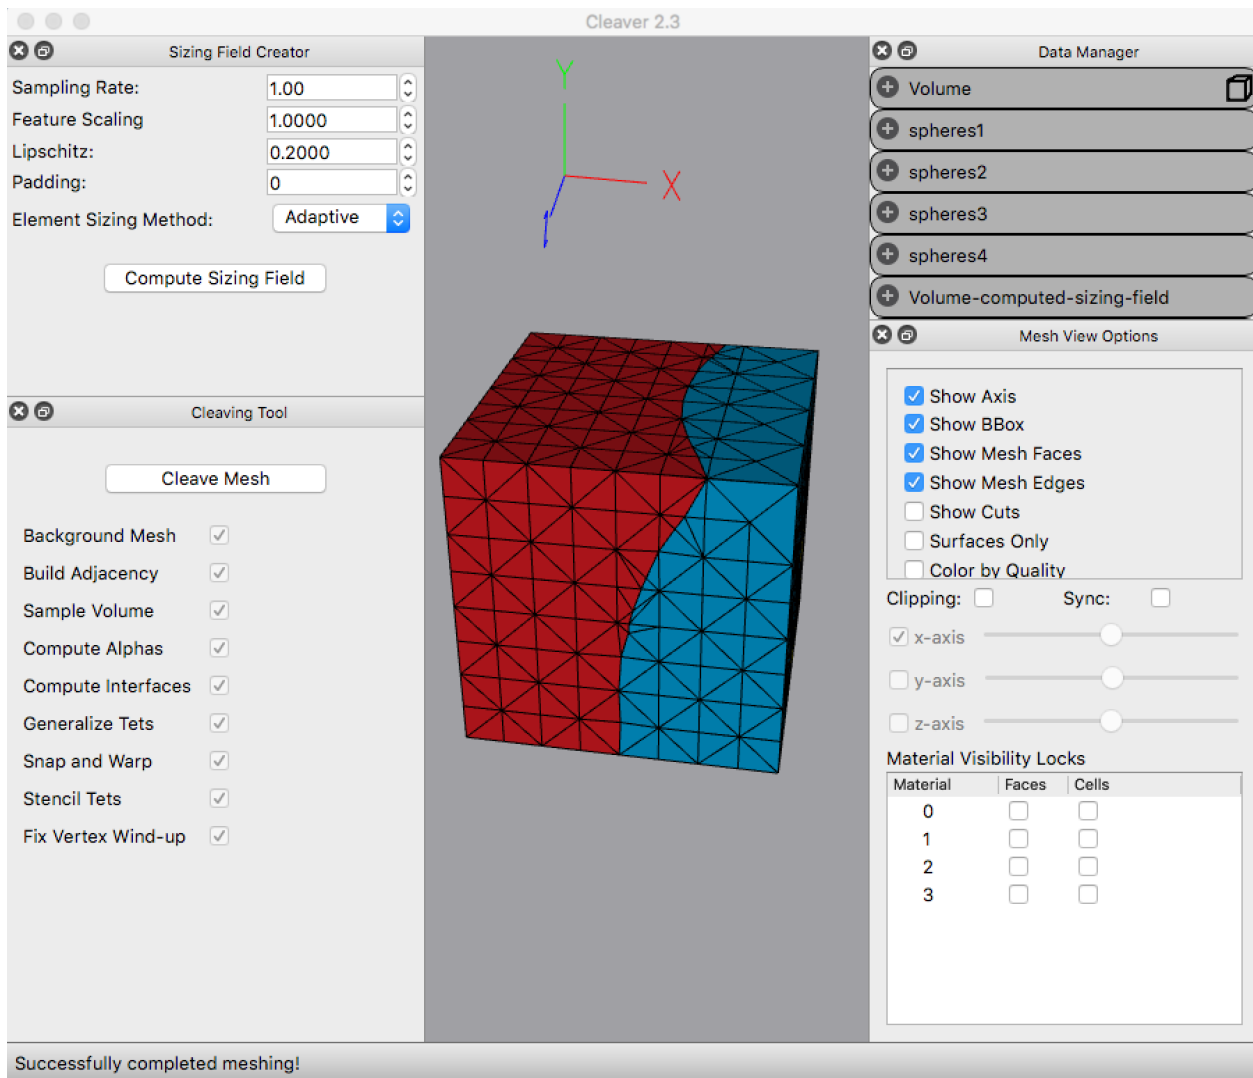 Cleaver 2.3
Sizing Field Creator
Sampling Rate: 1.00
Feature Scaling 1.0000
Lipschitz: 0.2000
Padding: 0
Element Sizing Method: Adaptive
Compute Sizing Field
Cleaving Tool
Cleave Mesh
Background Mesh
Build Adjacency
Sample Volume
Compute Alphas
Compute Interfaces
Generalize Tets
Snap and Warp
Stencil Tets
Fix Vertex Wind-up
Y
X
Data Manager
Volume
spheres1
spheres2
spheres3
spheres4
Volume-computed-sizing-field
Mesh View Options
Show Axis
Show BBox
Show Mesh Faces
Show Mesh Edges
Show Cuts
Surfaces Only
Color by Quality
Clipping: Sync:
x-axis
y-axis
z-axis
Material Visibility Locks
Material Faces Cells
0
1
2
3
Successfully completed meshing!